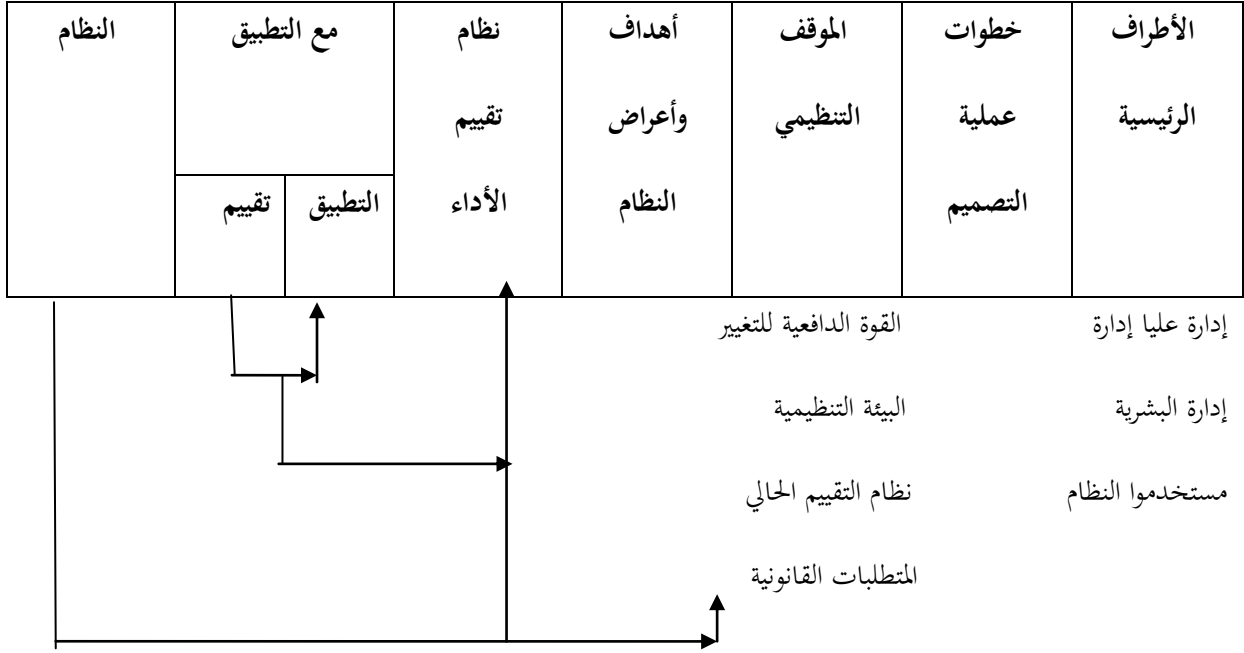 الأطراف خطوات الموقف أهداف نظام مع التطبيق النظام
الرئيسية عملية التنظيمي وأعراض تقييم
التصميم النظام الأداء التطبيق تقييم
إدارة عليا إدارة القوة الدافعية للتغيير
إدارة البشرية البيئة التنظيمية
مستخدموا النظام نظام التقييم الحالي
المتطلبات القانونية